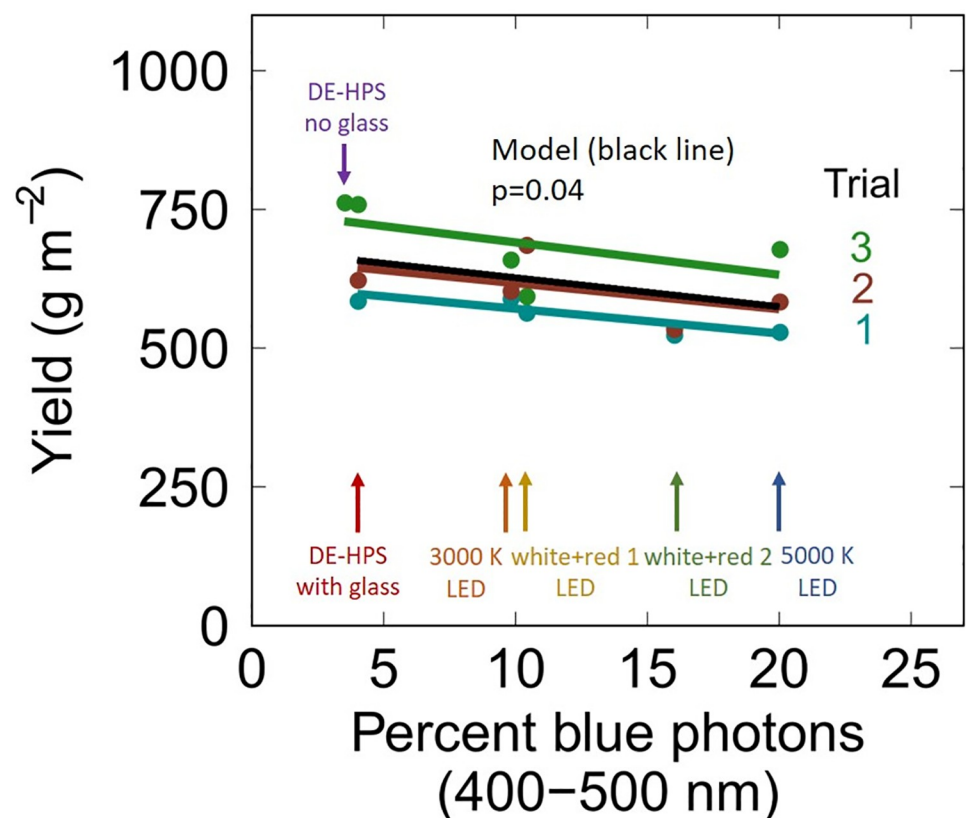 1000
750
500
250
0
Yield (g m⁻²)
DE-HPS
no glass
Model (black line)
p=0.04
Trial
3
2
1
DE-HPS
with glass
3000 K
LED
white+red 1
LED
white+red 2
LED
5000 K
LED
0 5 10 15 20 25
Percent blue photons
(400−500 nm)